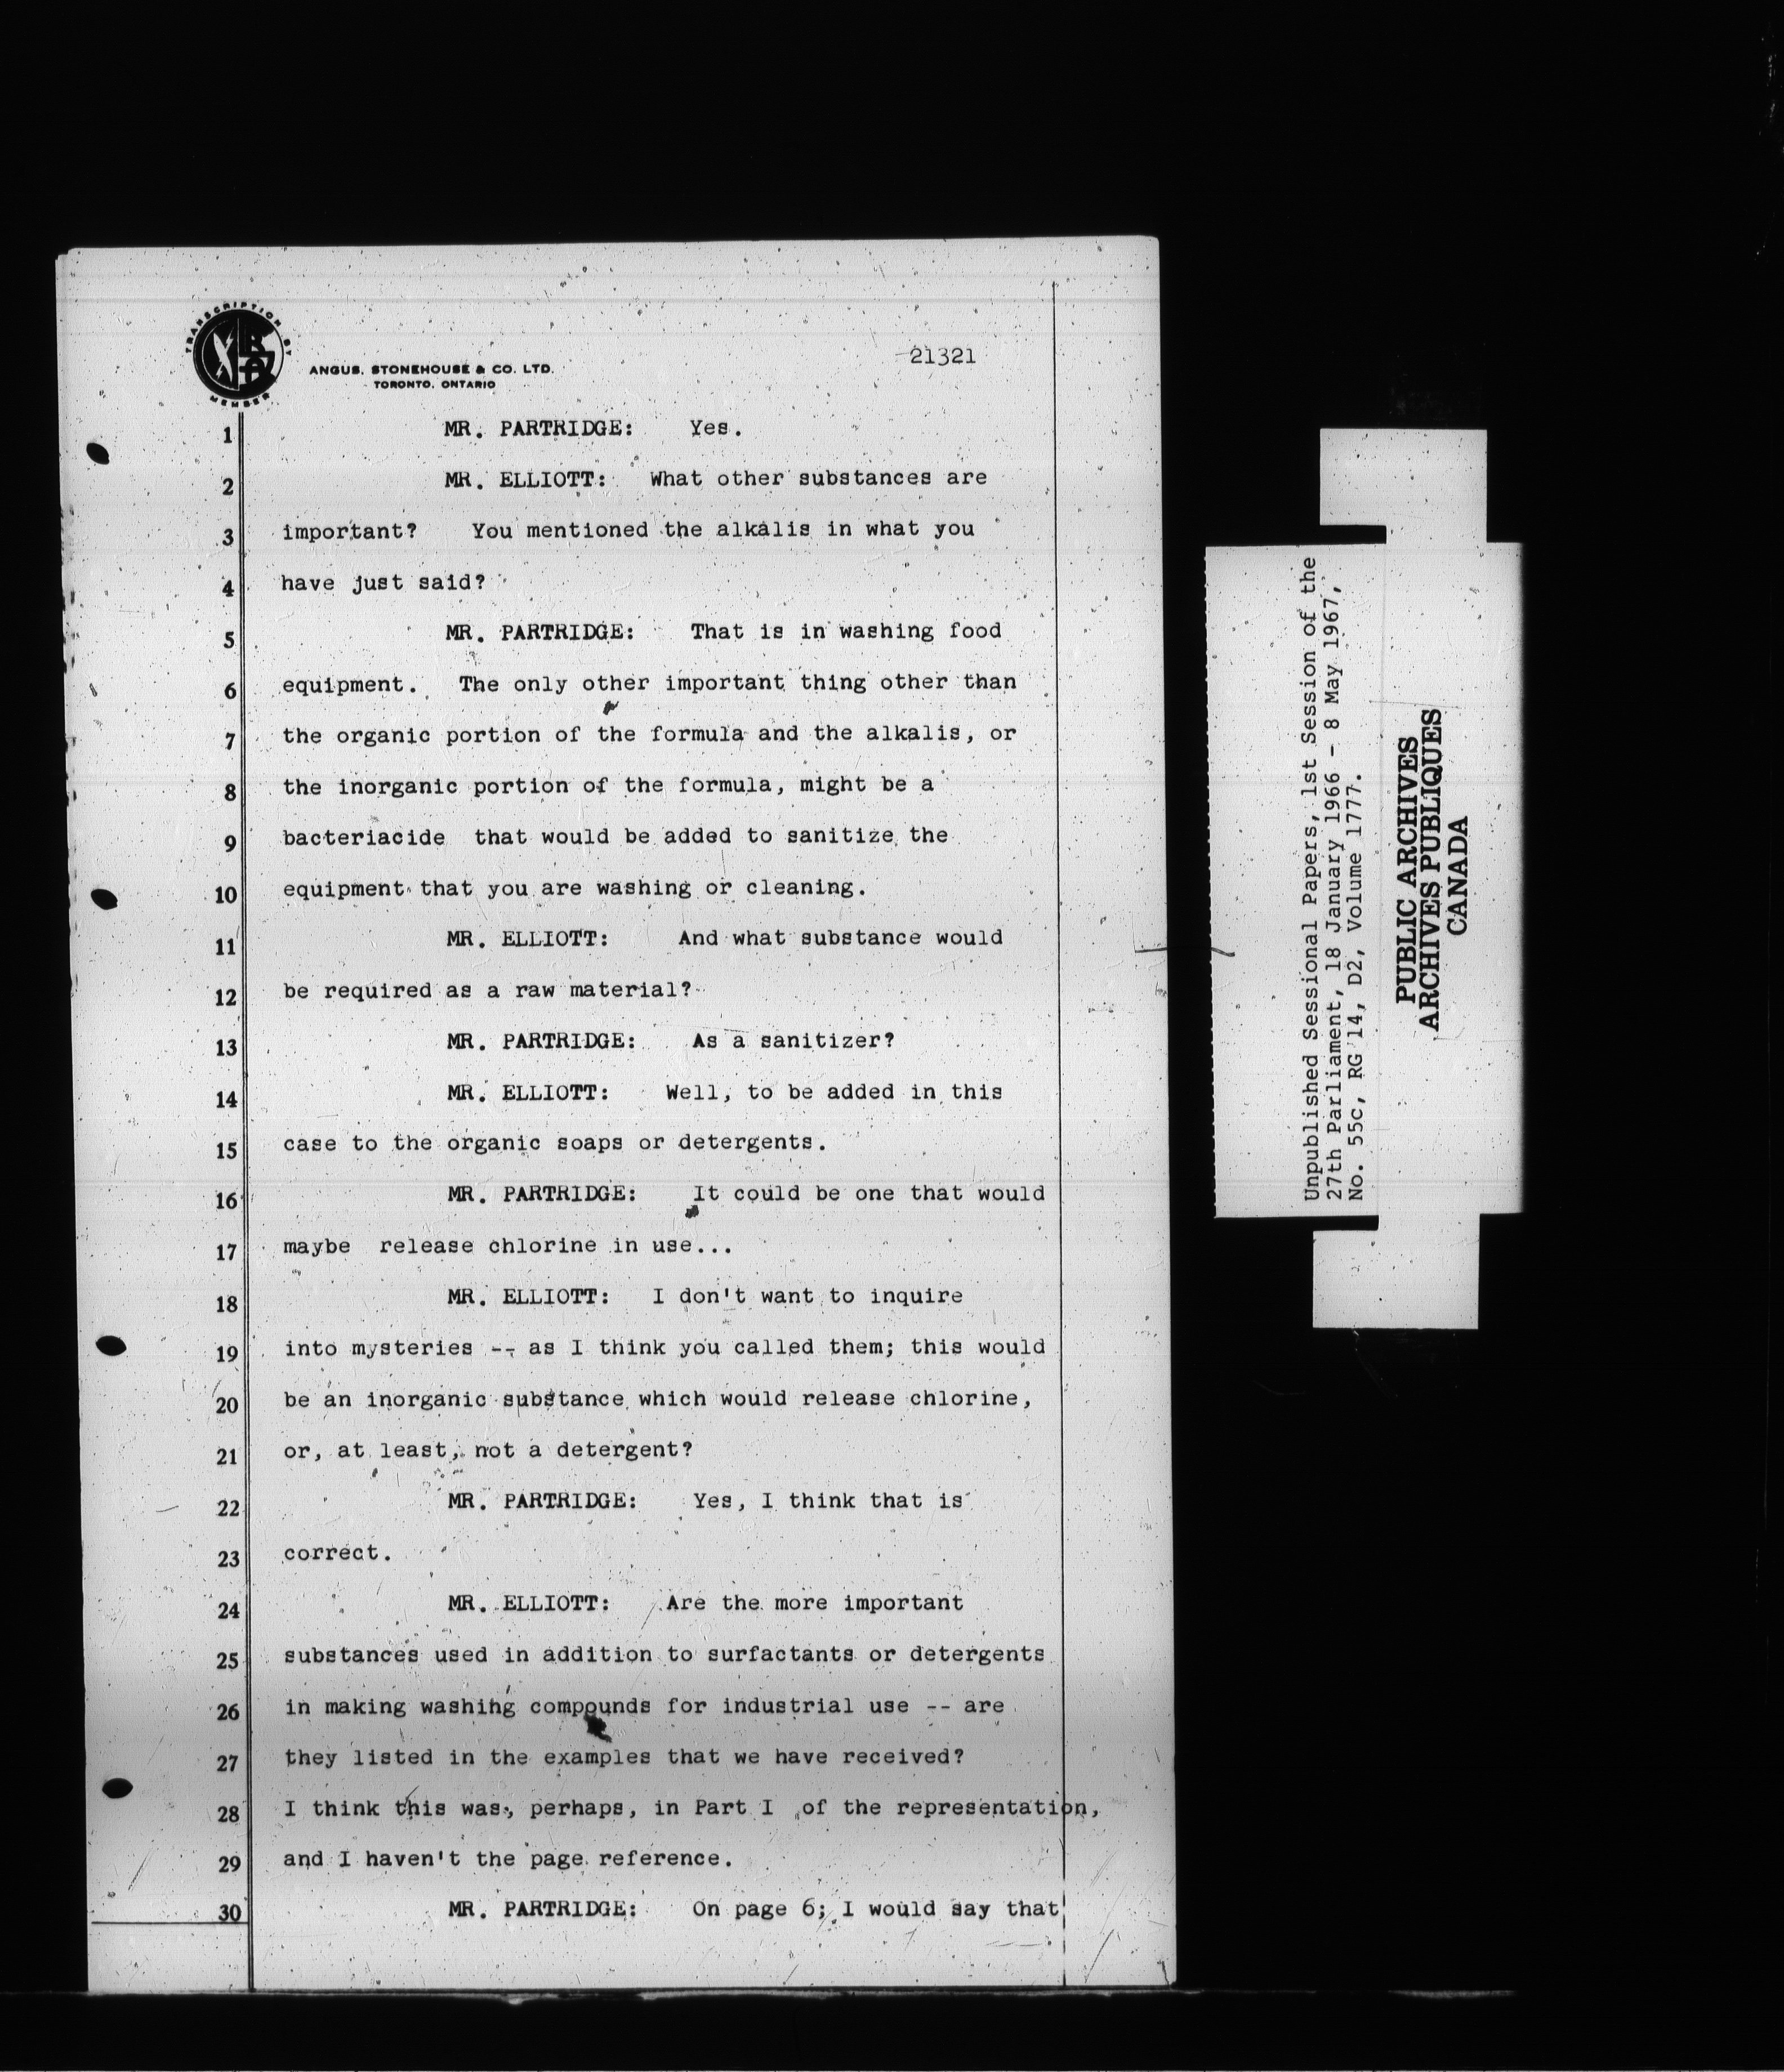 TRANSCRIPTION BY
MEMBER
ANGUS, STONEHOUSE & CO. LTD.
TORONTO, ONTARIO
21321
1 MR. PARTRIDGE: Yes.
2 MR. ELLIOTT: What other substances are
3 important? You mentioned the alkalis in what you
4 have just said?
5 MR. PARTRIDGE: That is in washing food
6 equipment. The only other important thing other than
7 the organic portion of the formula and the alkalis, or
8 the inorganic portion of the formula, might be a
9 bacteriacide that would be added to sanitize the
10 equipment that you are washing or cleaning.
11 MR. ELLIOTT: And what substance would
12 be required as a raw material?
13 MR. PARTRIDGE: As a sanitizer?
14 MR. ELLIOTT: Well, to be added in this
15 case to the organic soaps or detergents.
16 MR. PARTRIDGE: It could be one that would
17 maybe release chlorine in use...
18 MR. ELLIOTT: I don't want to inquire
19 into mysteries -- as I think you called them; this would
20 be an inorganic substance which would release chlorine,
21 or, at least, not a detergent?
22 MR. PARTRIDGE: Yes, I think that is
23 correct.
24 MR. ELLIOTT: Are the more important
25 substances used in addition to surfactants or detergents
26 in making washing compounds for industrial use -- are
27 they listed in the examples that we have received?
28 I think this was, perhaps, in Part I of the representation,
29 and I haven't the page reference.
30 MR. PARTRIDGE: On page 6; I would say that
Unpublished Sessional Papers, 1st Session of the
27th Parliament, 18 January 1966 - 8 May 1967,
No. 55c, RG 14, D2, Volume 1777.
PUBLIC ARCHIVES
ARCHIVES PUBLIQUES
CANADA